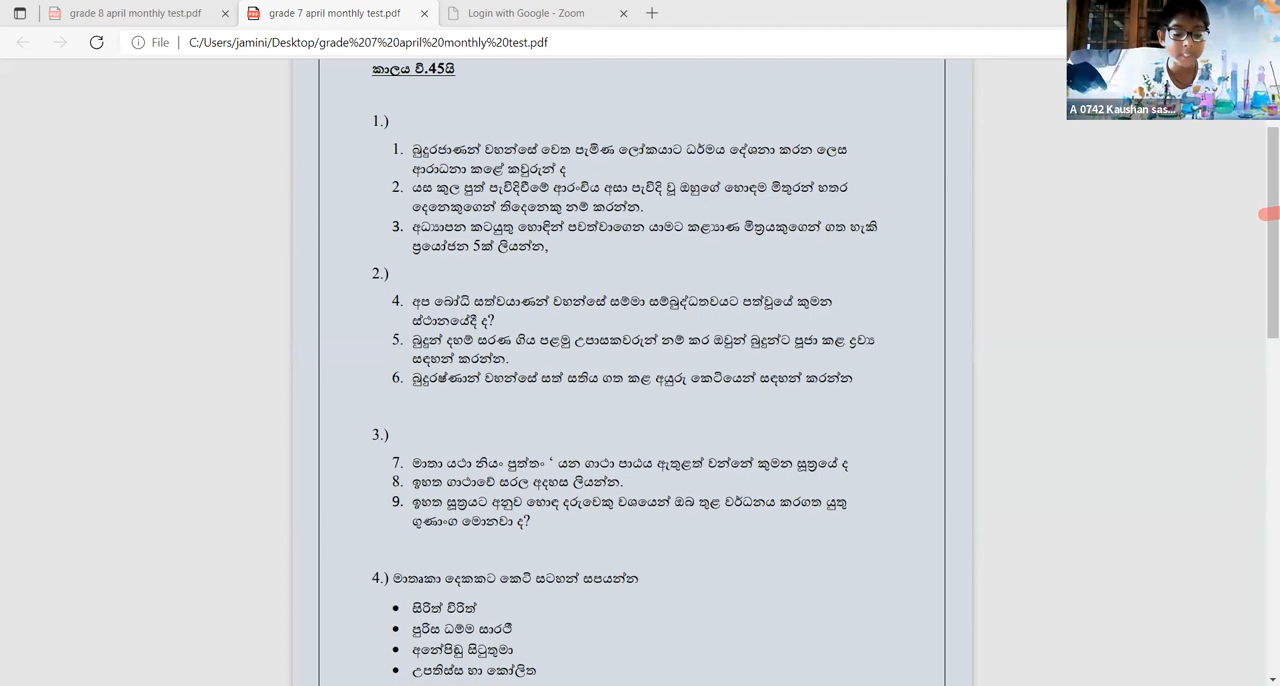 grade 8 april monthly test.pdf
grade 7 april monthly test.pdf
Login with Google - Zoom
File
C:/Users/jamini/Desktop/grade%207%20april%20monthly%20test.pdf
A 0742 Kaushan sas...
කාලය වි.45යි
1.)
1. බුදුරජාණන් වහන්සේ වෙත පැමිණ ලෝකයාට ධර්මය දේශනා කරන ලෙස
ආරාධනා කළේ කවුරුන් ද
2. යස කුල පුත් පැවිදිවීමේ ආරංචිය අසා පැවිදි වූ ඔහුගේ හොඳම මිතුරන් හතර
දෙනෙකුගෙන් තිදෙනෙකු නම් කරන්න.
3. අධ්‍යාපන කටයුතු හොඳින් පවත්වාගෙන යාමට කළ්‍යාණ මිත්‍රයකුගෙන් ගත හැකි
ප්‍රයෝජන 5ක් ලියන්න,
2.)
4. අප බෝධි සත්වයාණන් වහන්සේ සම්මා සම්බුද්ධතවයට පත්වූයේ කුමන
ස්ථානයේදී ද?
5. බුදුන් දහම් සරණ ගිය පළමු උපාසකවරුන් නම් කර ඔවුන් බුදුන්ට පූජා කළ ද්‍රව්‍ය
සඳහන් කරන්න.
6. බුදුරෂ්ණාන් වහන්සේ සත් සතිය ගත කළ අයුරු කෙටියෙන් සඳහන් කරන්න
3.)
7. මාතා යථා නියං පුත්තං ‘ යන ගාථා පාඨය ඇතුළත් වන්නේ කුමන සූත්‍රයේ ද
8. ඉහත ගාථාවේ සරල අදහස ලියන්න.
9. ඉහත සූත්‍රයට අනුව හොඳ දරුවෙකු වශයෙන් ඔබ තුළ වර්ධනය කරගත යුතු
ගුණාංග මොනවා ද?
4.) මාතෘකා දෙකකට කෙටි සටහන් සපයන්න
• සිරිත් විරිත්
• පුරිස ධම්ම සාරථී
• අනේපිඬු සිටුතුමා
• උපතිස්ස හා කෝලිත